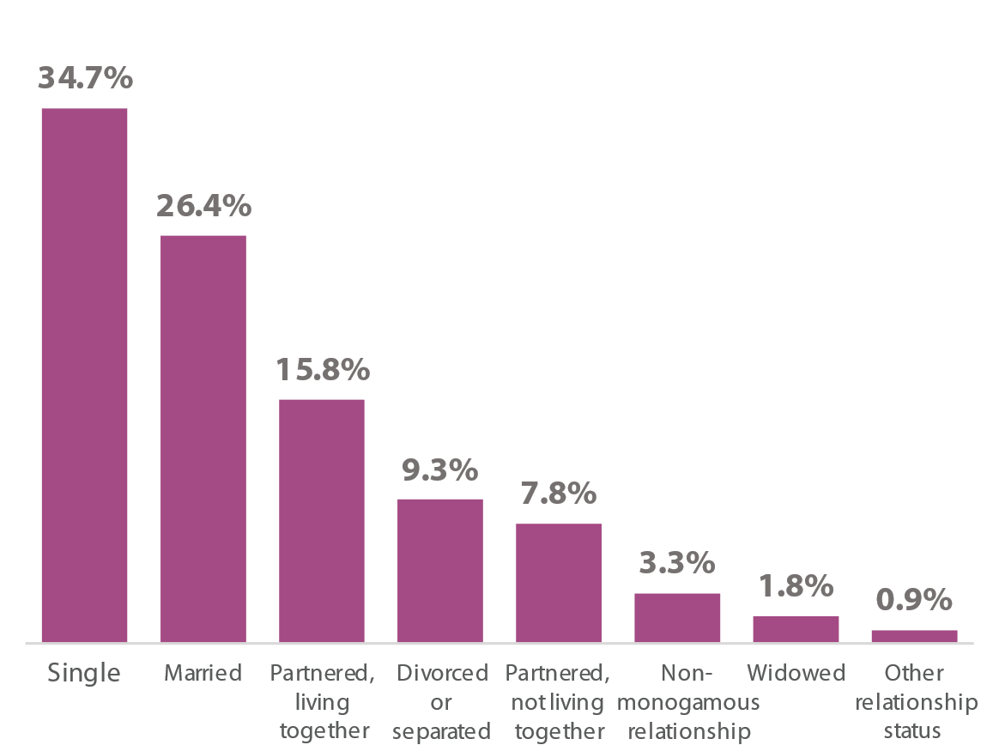 34.7%
26.4%
15.8%
9.3%
7.8%
3.3%
1.8%
0.9%
Single
Married
Partnered,
living
together
Divorced
or
separated
Partnered,
not living
together
Non-
monogamous
relationship
Widowed
Other
relationship
status